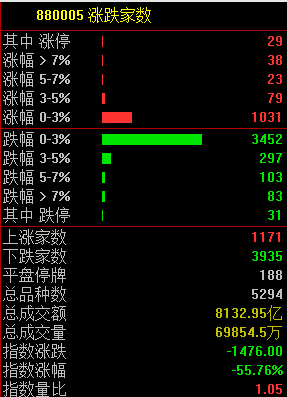 880005 涨跌家数
其中 涨停 29
涨幅 > 7% 38
涨幅 5-7% 23
涨幅 3-5% 79
涨幅 0-3% 1031
跌幅 0-3% 3452
跌幅 3-5% 297
跌幅 5-7% 103
跌幅 > 7% 83
其中 跌停 31
上涨家数 1171
下跌家数 3935
平盘停牌 188
总品种数 5294
总成交额 8132.95亿
总成交量 69854.5万
指数涨跌 -1476.00
指数涨幅 -55.76%
指数量比 1.05